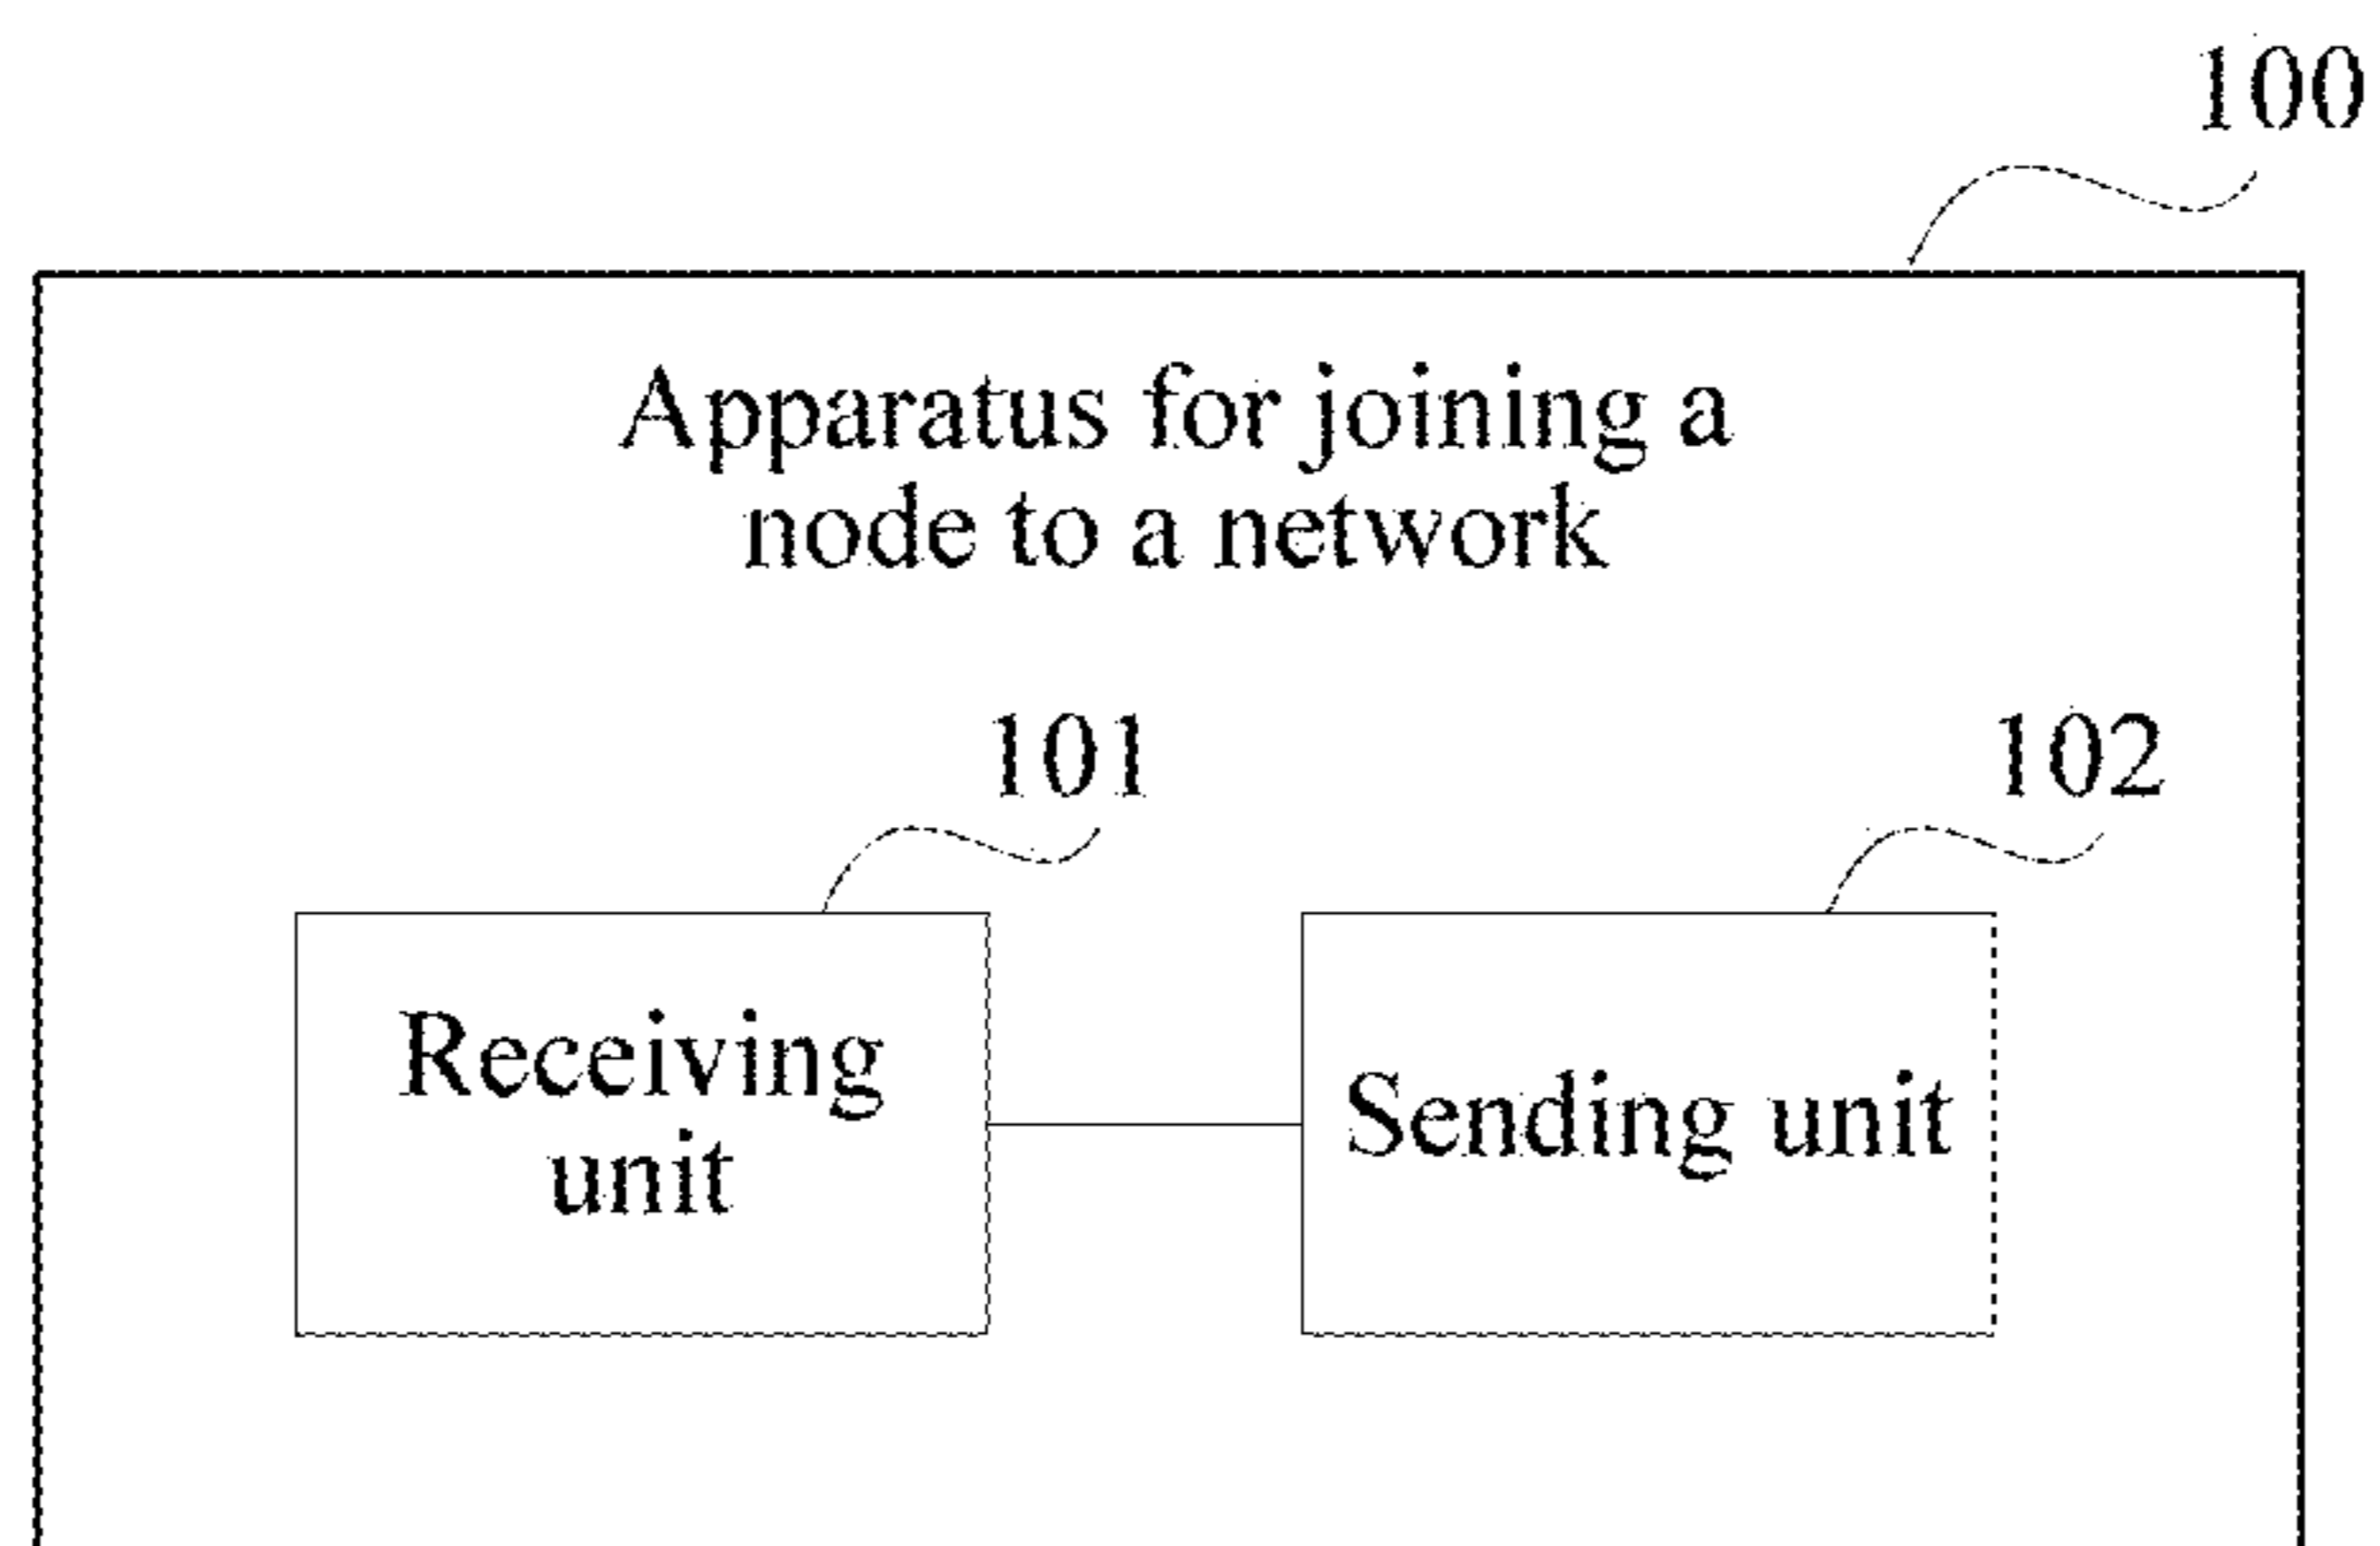 100
Apparatus for joining a
node to a network
101
102
Receiving
unit
Sending unit